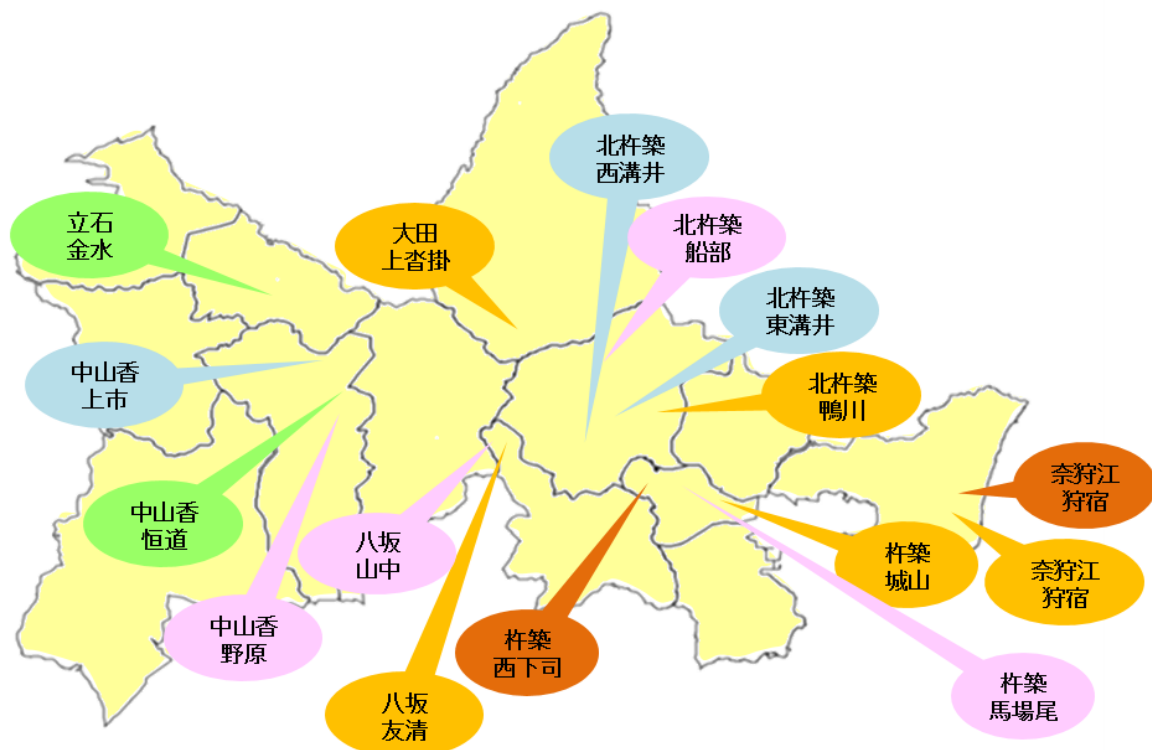 北杵築
西溝井
立石
金水
大田
上沓掛
北杵築
船部
北杵築
東溝井
中山香
上市
北杵築
鴨川
奈狩江
狩宿
中山香
恒道
八坂
山中
杵築
城山
奈狩江
狩宿
中山香
野原
杵築
西下司
八坂
友清
杵築
馬場尾